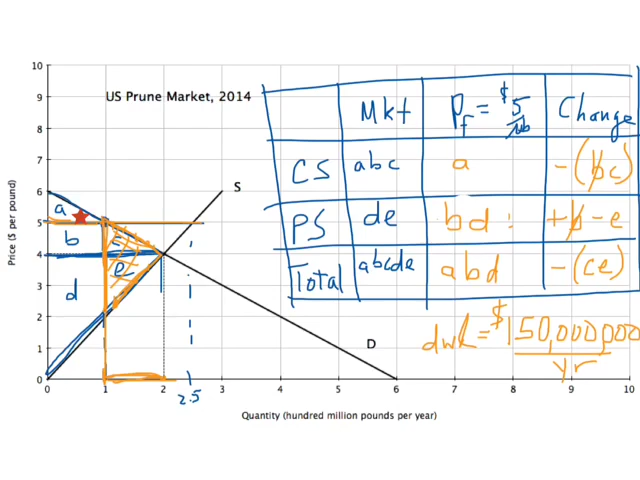 US Prune Market, 2014
Price ($ per pound)
10
9
8
7
6
5
4
3
2
1
0
0 1 2 3 4 5 6 7 8 9 10
2.5
Quantity (hundred million pounds per year)
S
D
a
b
c
d
e
Mkt Pf = $5/lb Change
CS abc a -(bc)
PS de bd +b-e
Total abcde abd -(ce)
dwl = $150,000,000
yr